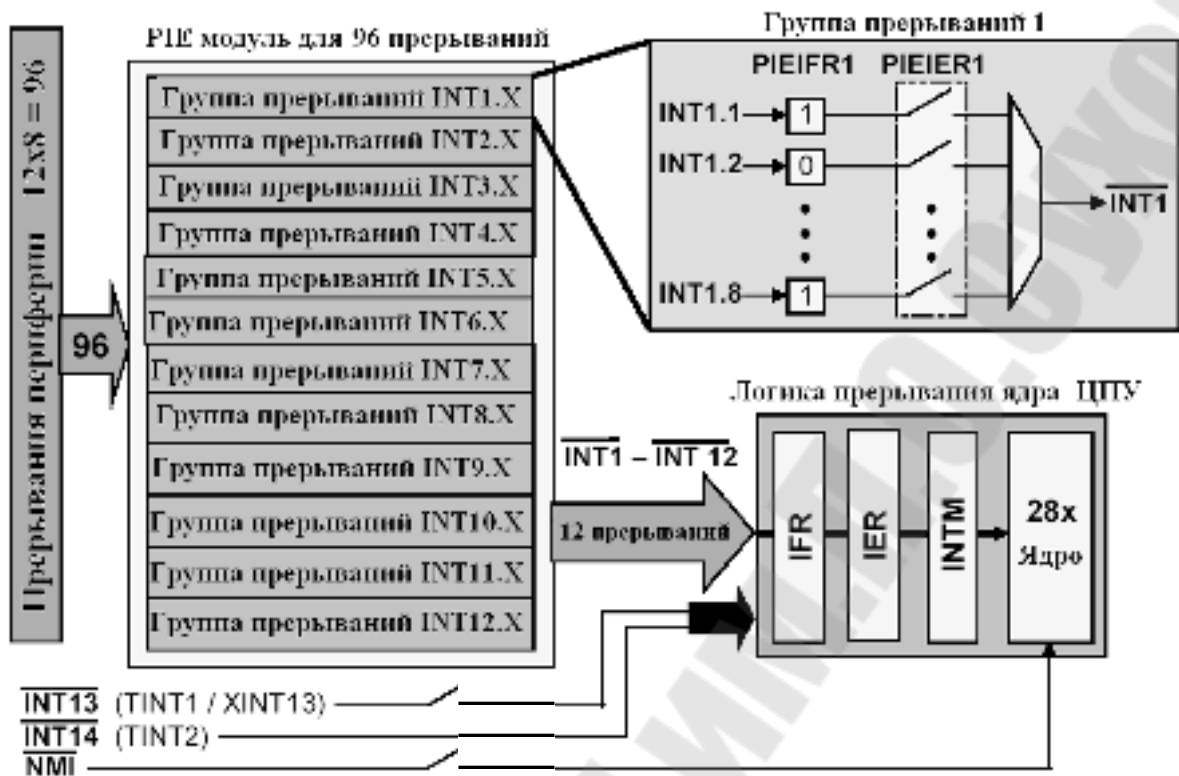 Прерывания периферии 12x8 = 96
96
PIE модуль для 96 прерываний
Группа прерываний INT1.X
Группа прерываний INT2.X
Группа прерываний INT3.X
Группа прерываний INT4.X
Группа прерываний INT5.X
Группа прерываний INT6.X
Группа прерываний INT7.X
Группа прерываний INT8.X
Группа прерываний INT9.X
Группа прерываний INT10.X
Группа прерываний INT11.X
Группа прерываний INT12.X
Группа прерываний 1
PIEIFR1 PIEIER1
INT1.1 1
INT1.2 0
INT1
INT1.8 1
Логика прерывания ядра ЦПУ
INT1 – INT 12
12 прерываний
IFR
IER
INTM
28x
Ядро
INT13 (TINT1 / XINT13)
INT14 (TINT2)
NMI